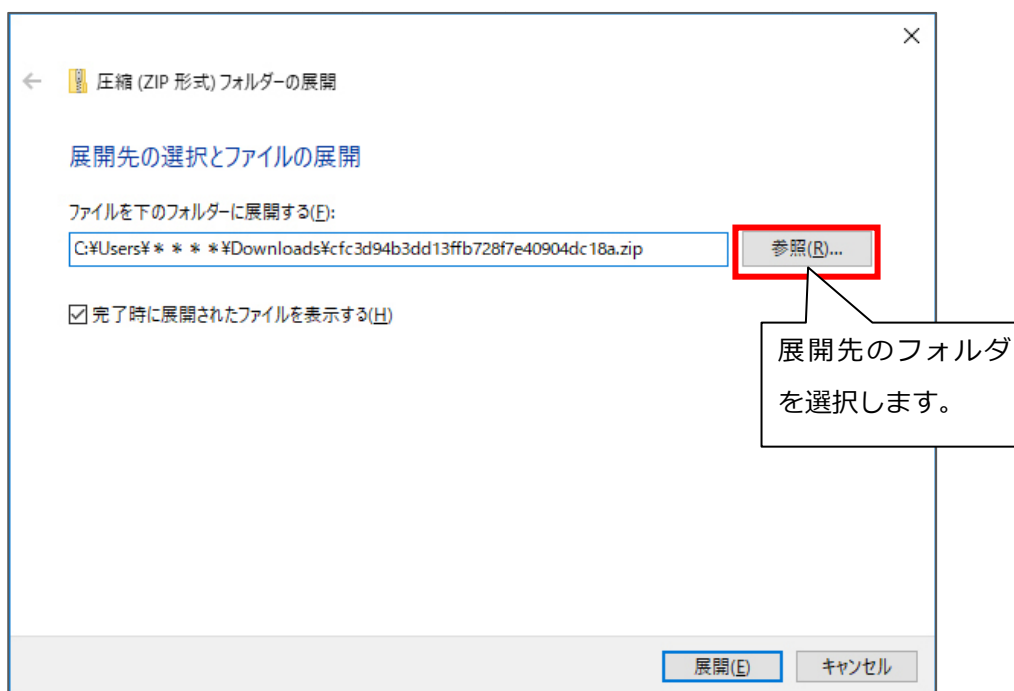 圧縮 (ZIP 形式) フォルダーの展開
展開先の選択とファイルの展開
ファイルを下のフォルダーに展開する(F):
C:¥Users¥＊＊＊＊¥Downloads¥cfc3d94b3dd13ffb728f7e40904dc18a.zip
参照(R)...
完了時に展開されたファイルを表示する(H)
展開先のフォルダ
を選択します。
展開(E)
キャンセル